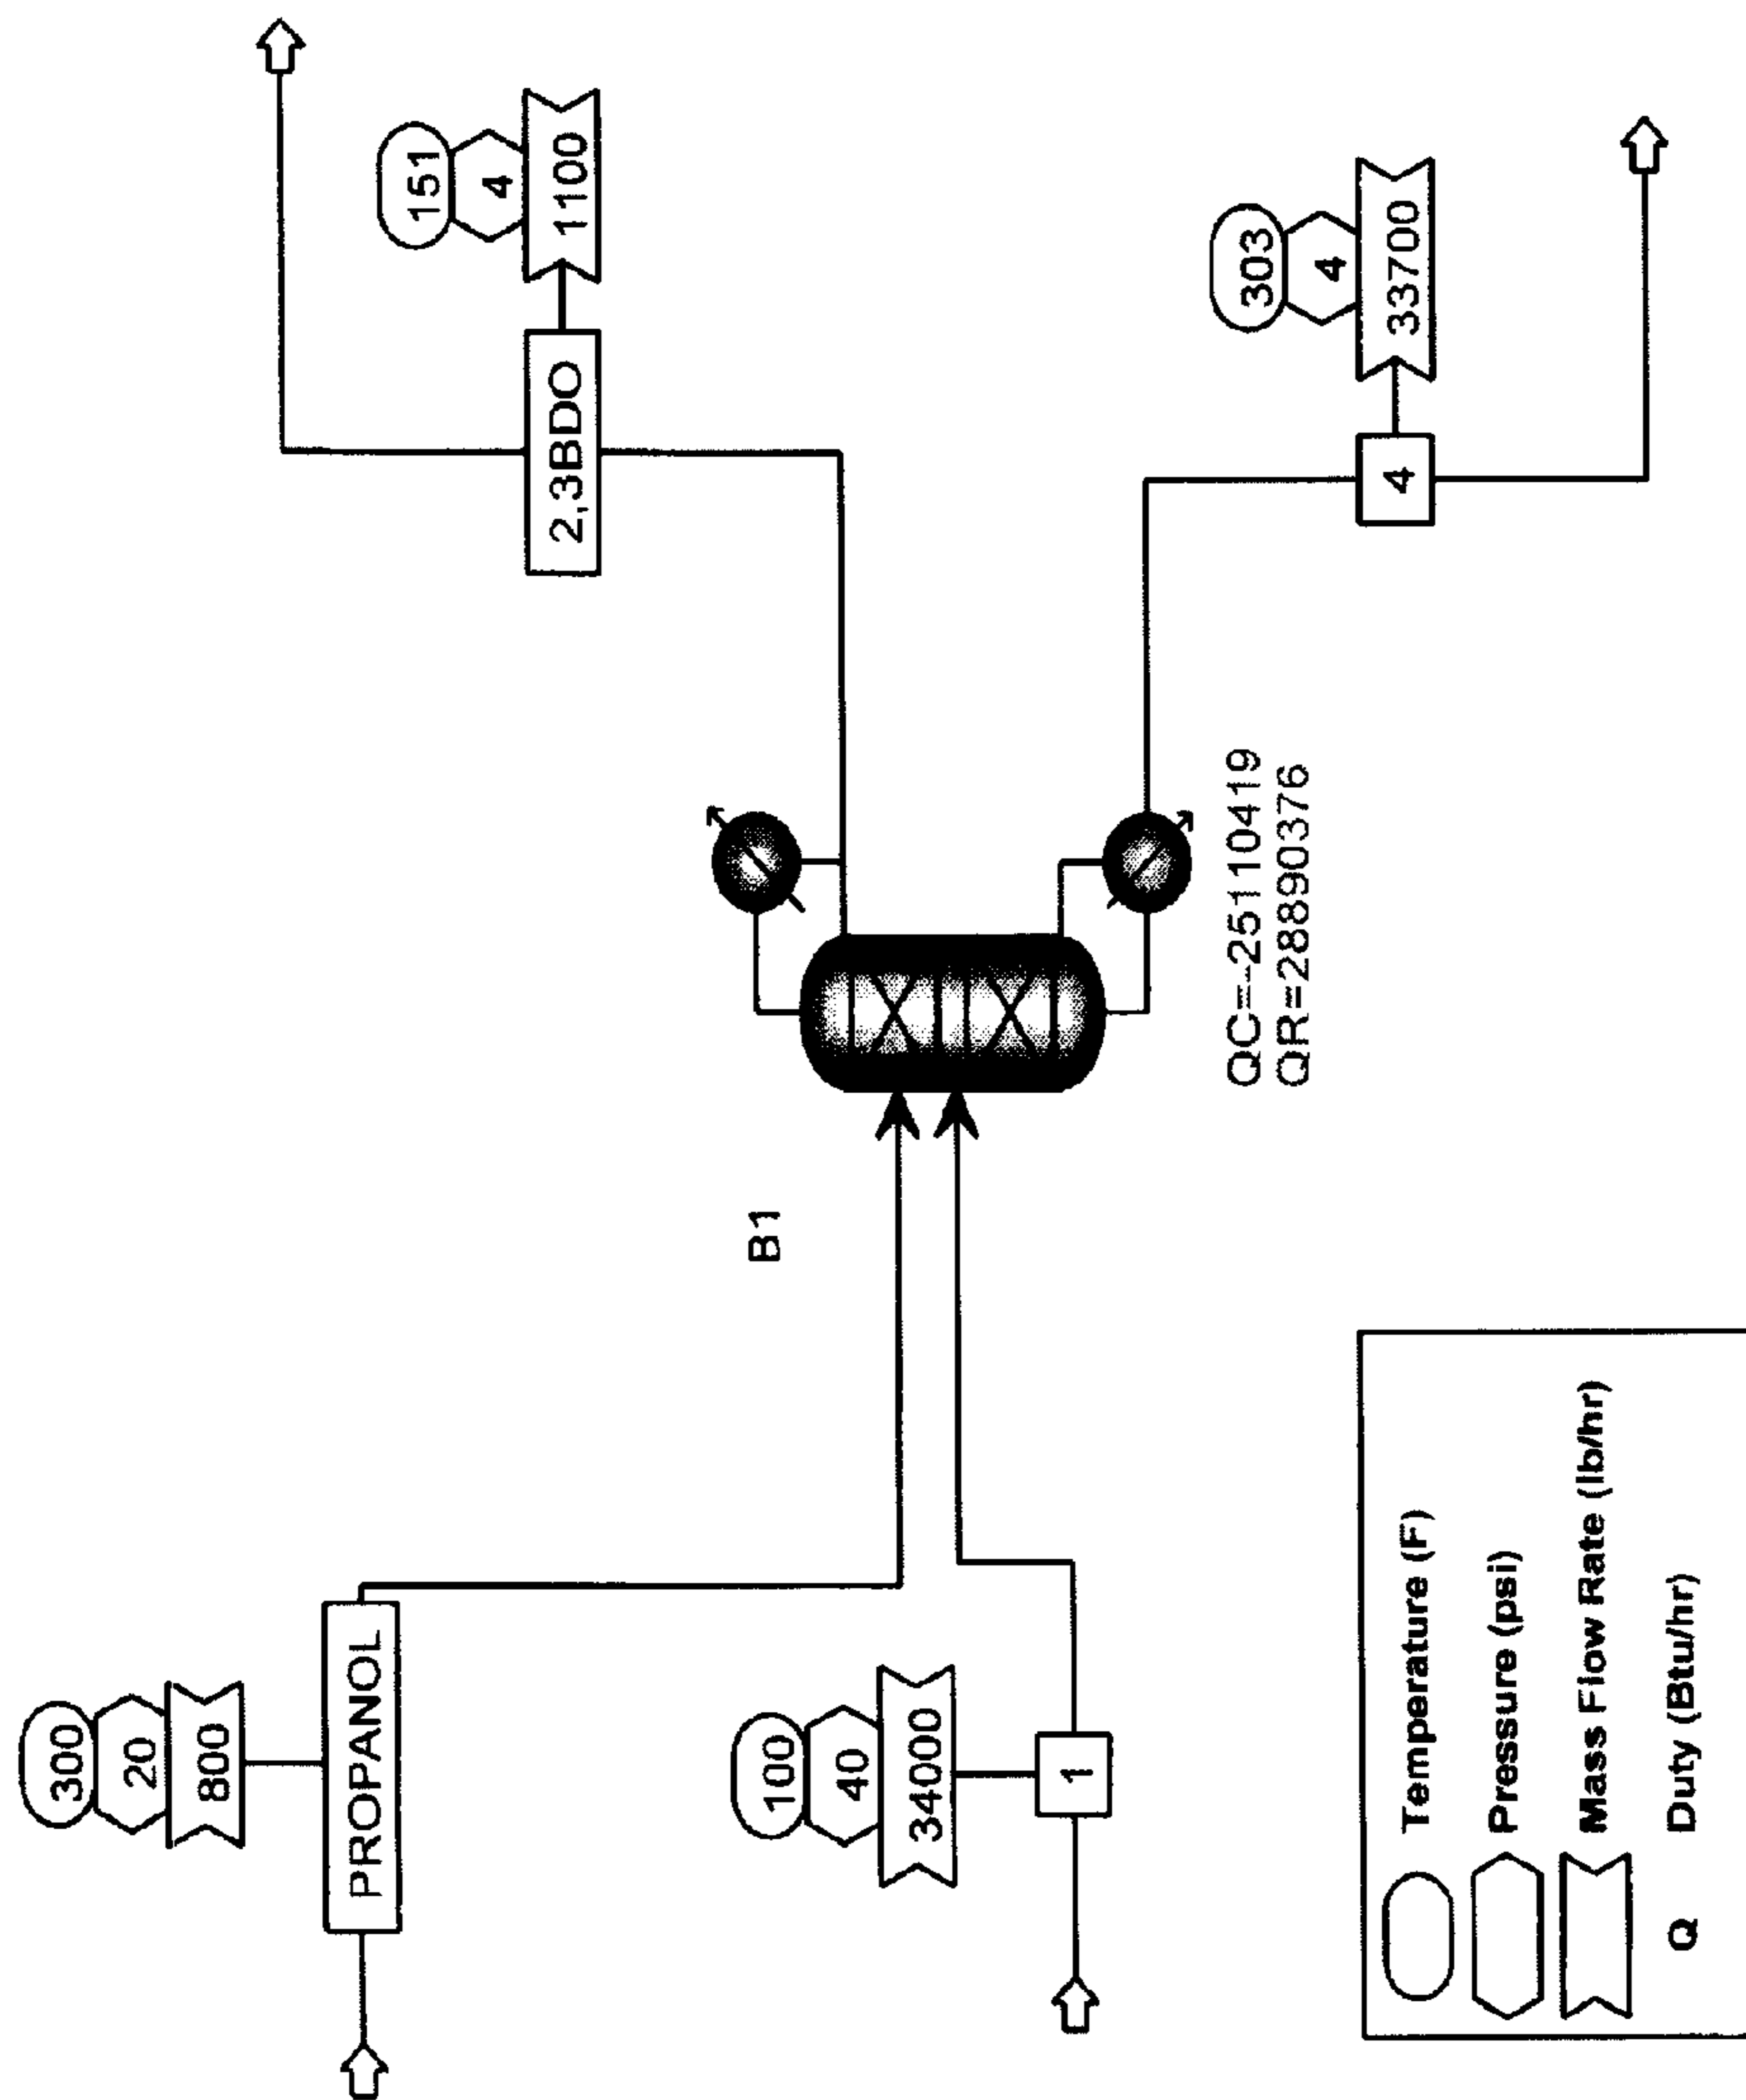 300
20
800
PROPANOL
100
40
34000
1
B1
QC=-25110419
QR=28890376
151
4
1100
2,3BDO
303
4
33700
4
Temperature (F)
Pressure (psi)
Mass Flow Rate (lb/hr)
Q Duty (Btu/hr)